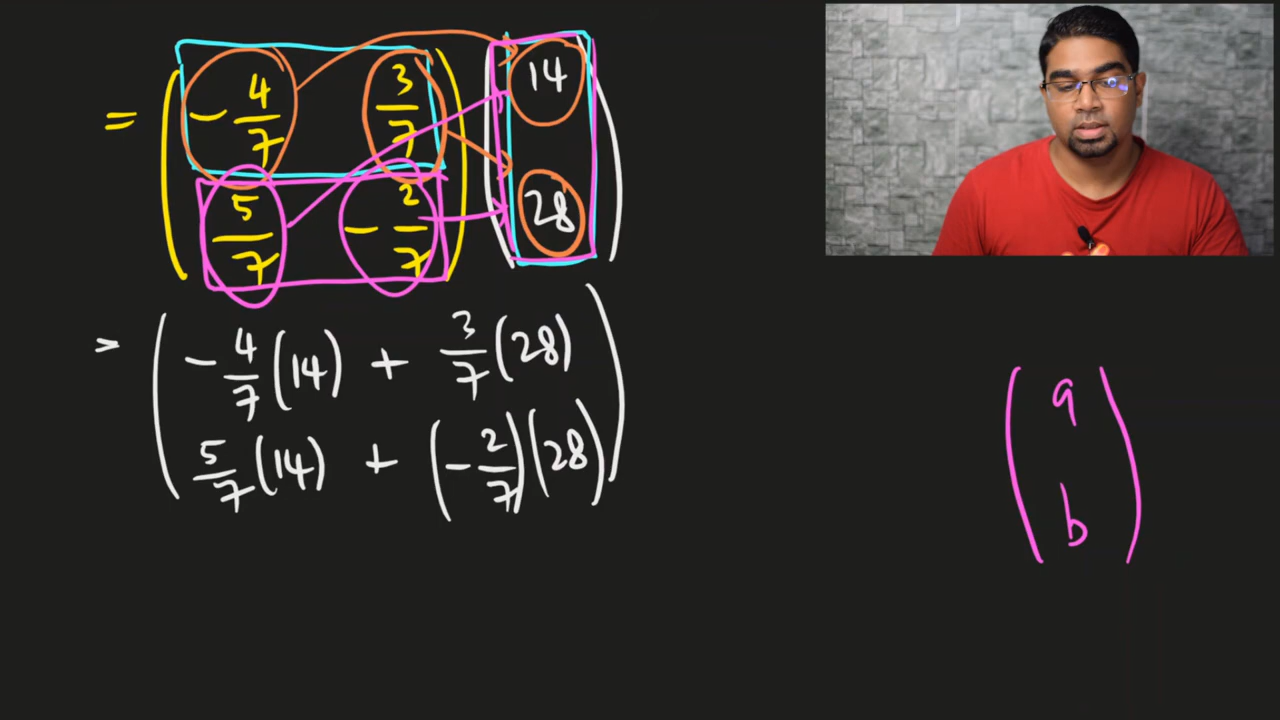 = ( -4/7 3/7 ) ( 14 )
( 5/7 -2/7 ) ( 28 )
= ( -4/7(14) + 3/7(28) )
( 5/7(14) + (-2/7)(28) )
( a )
( b )